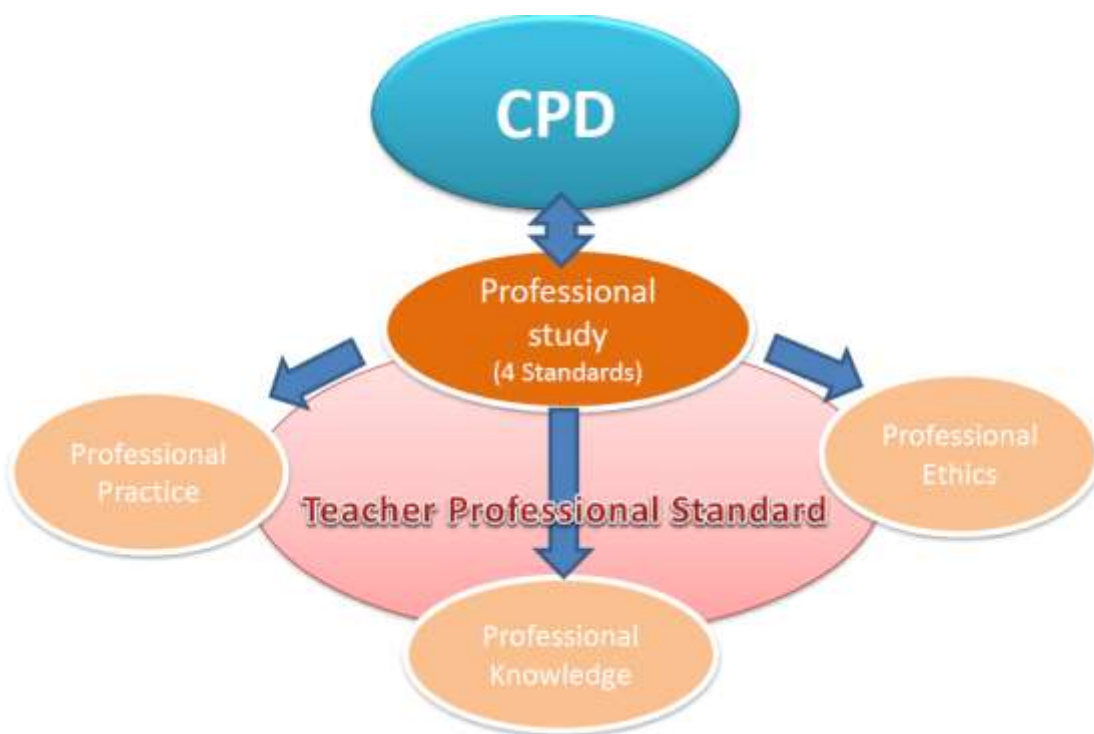 CPD
Professional
study
(4 Standards)
Professional
Practice
Professional
Ethics
Teacher Professional Standard
Professional
Knowledge